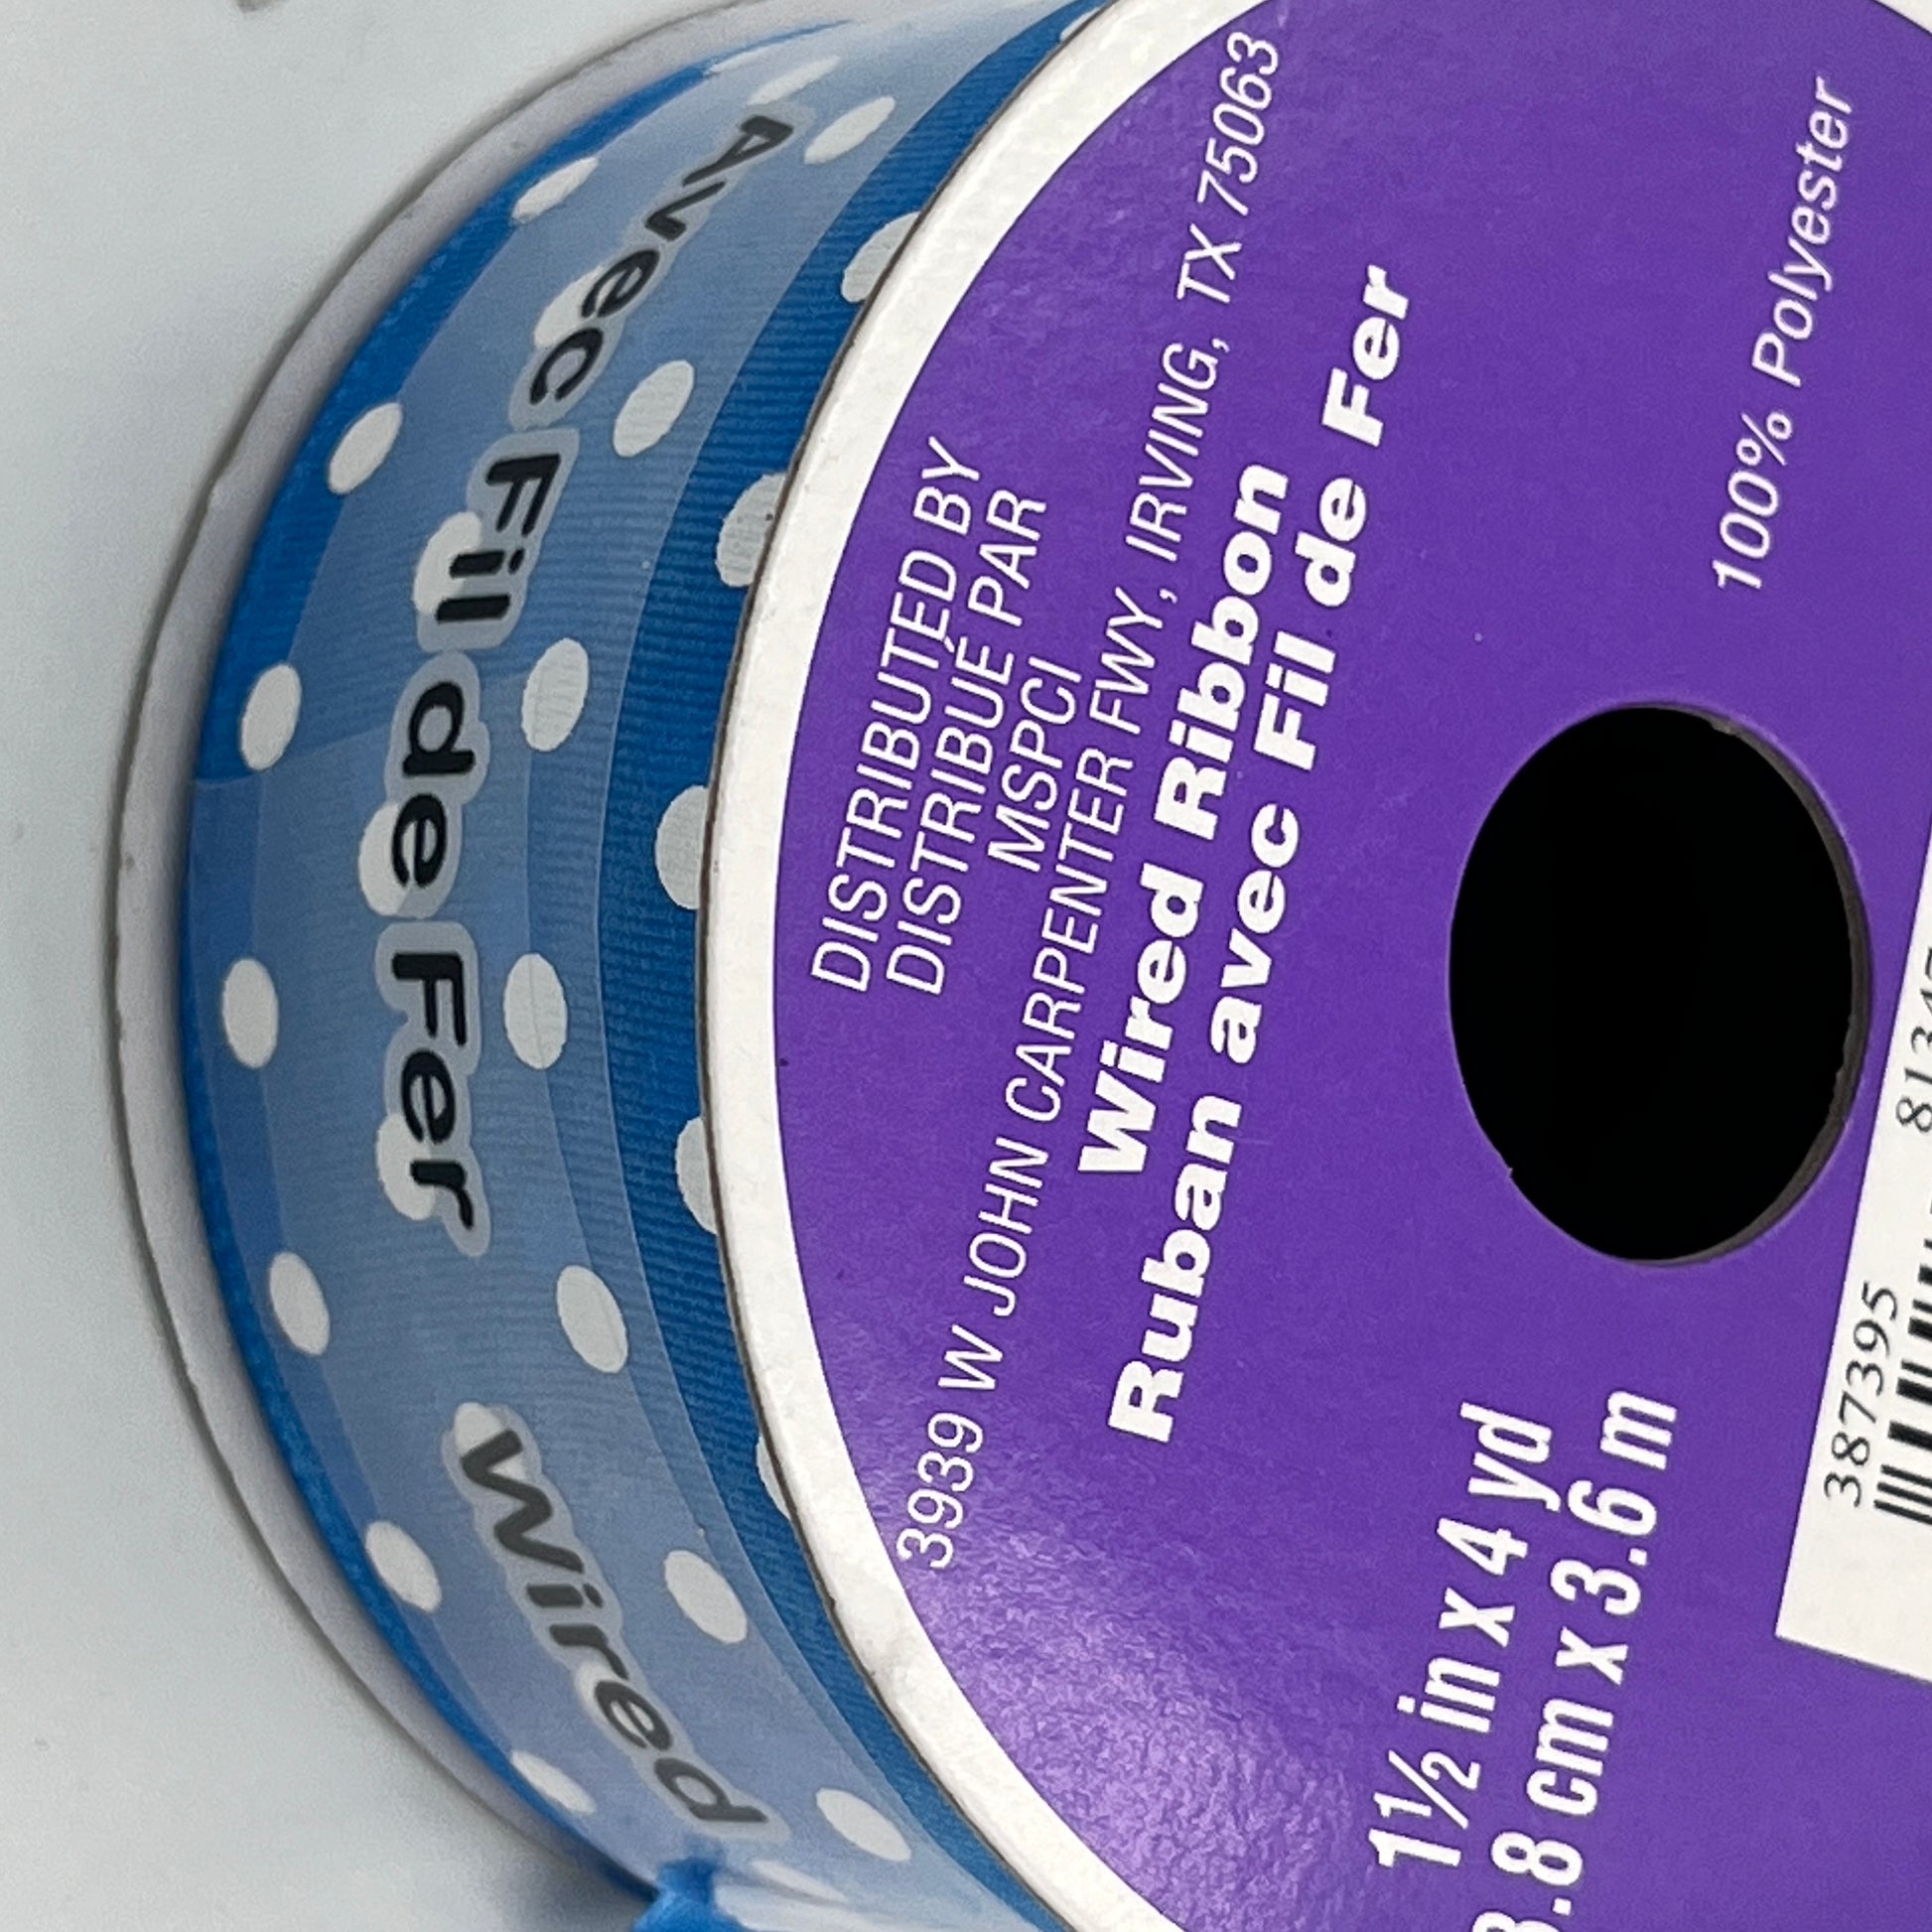 DISTRIBUTED BY
DISTRIBUÉ PAR
MSPCI
3939 W JOHN CARPENTER FWY, IRVING, TX 75063
Wired Ribbon
Ruban avec Fil de Fer
100% Polyester
1½ in x 4 yd
3.8 cm x 3.6 m
387395
Avec Fil de Fer
Wired